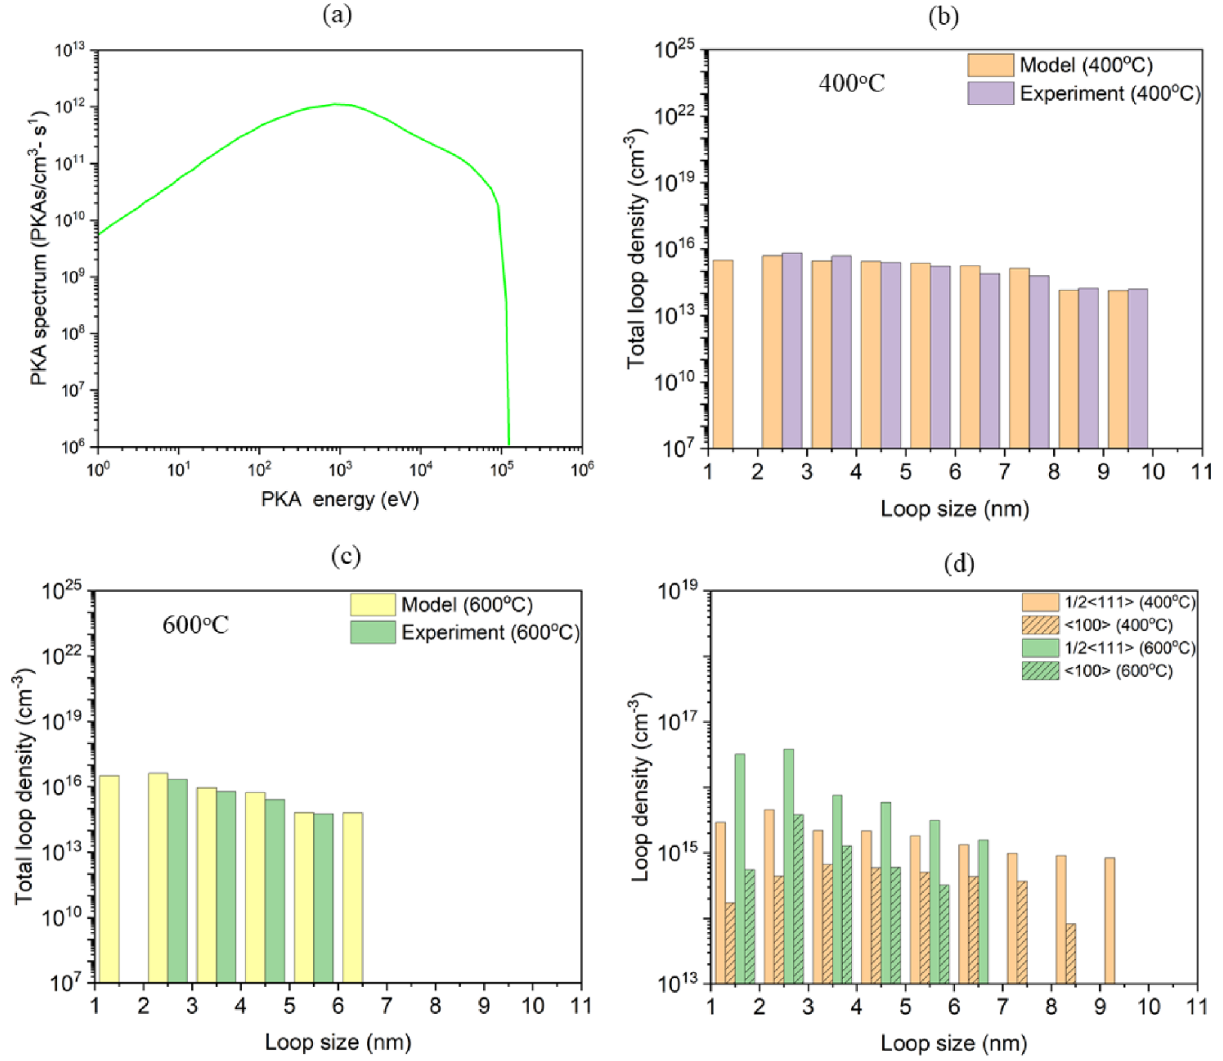 (a)
10^13
10^12
10^11
10^10
10^9
10^8
10^7
10^6
PKA spectrum (PKAs/cm^3- s^1)
10^0 10^1 10^2 10^3 10^4 10^5 10^6
PKA energy (eV)
(b)
400°C
Model (400°C)
Experiment (400°C)
10^25
10^22
10^19
10^16
10^13
10^10
10^7
Total loop density (cm^-3)
1 2 3 4 5 6 7 8 9 10 11
Loop size (nm)
(c)
600°C
Model (600°C)
Experiment (600°C)
10^25
10^22
10^19
10^16
10^13
10^10
10^7
Total loop density (cm^-3)
1 2 3 4 5 6 7 8 9 10 11
Loop size (nm)
(d)
1/2<111> (400°C)
<100> (400°C)
1/2<111> (600°C)
<100> (600°C)
10^19
10^17
10^15
10^13
Loop density (cm^-3)
1 2 3 4 5 6 7 8 9 10 11
Loop size (nm)